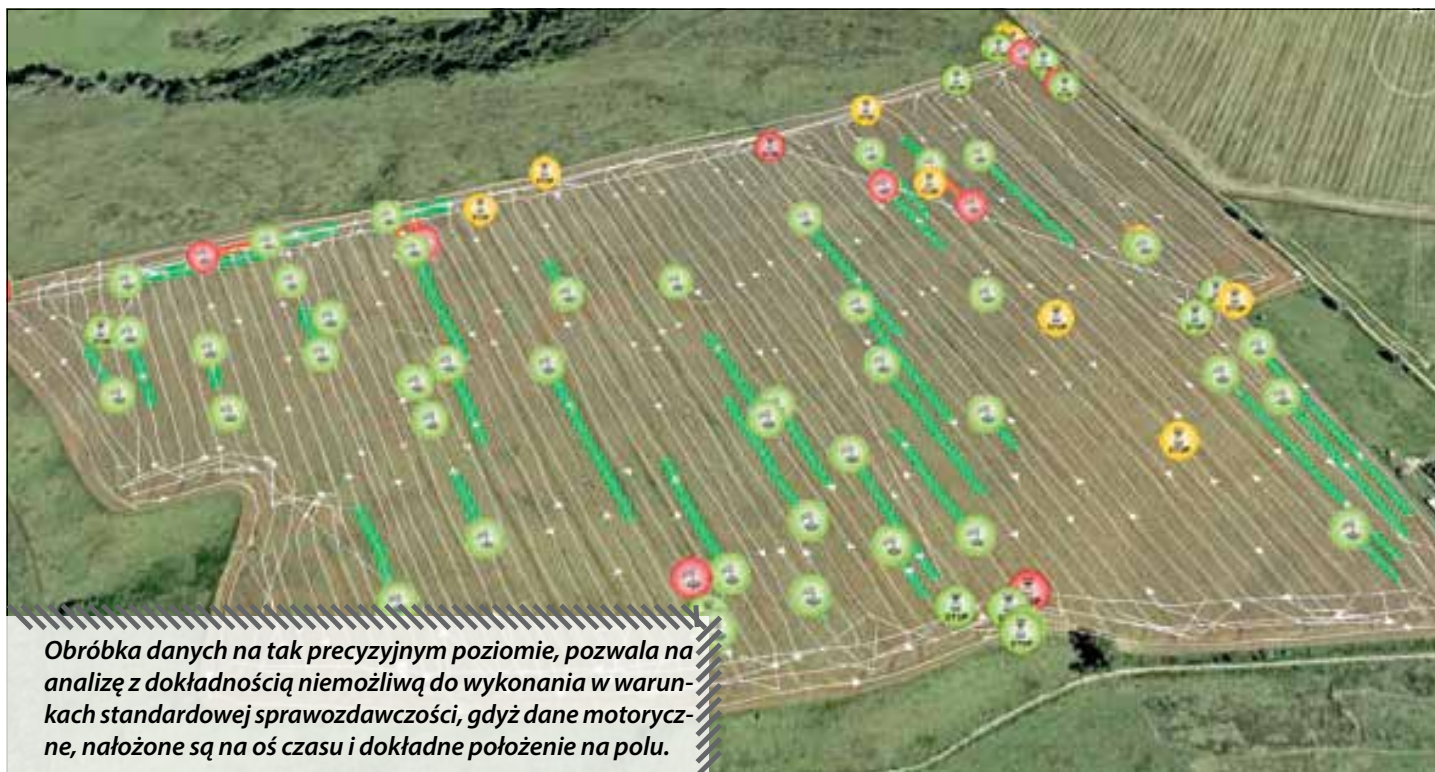 Obróbka danych na tak precyzyjnym poziomie, pozwala na
analizę z dokładnością niemożliwą do wykonania w warun-
kach standardowej sprawozdawczości, gdyż dane motorycz-
ne, nałożone są na oś czasu i dokładne położenie na polu.